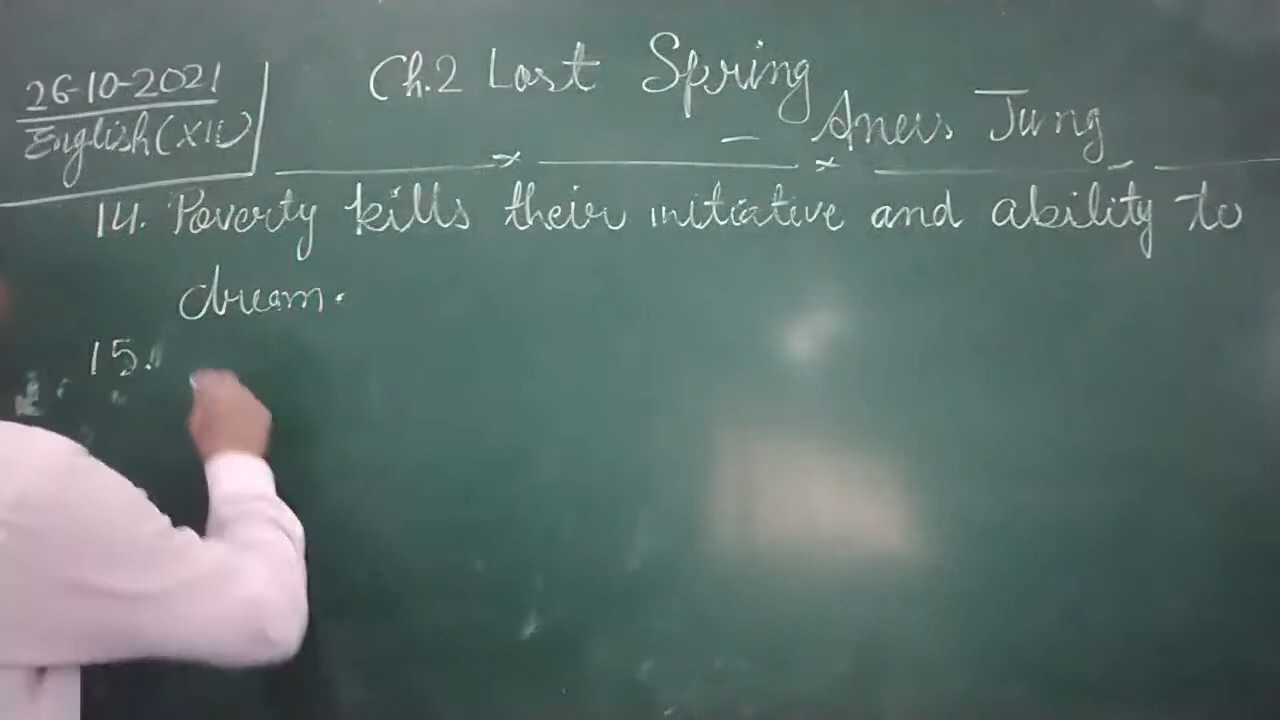 26-10-2021
English (XII)
Ch.2 Lost Spring
- Anees Jung
14. Poverty kills their initiative and ability to
dream.
15.